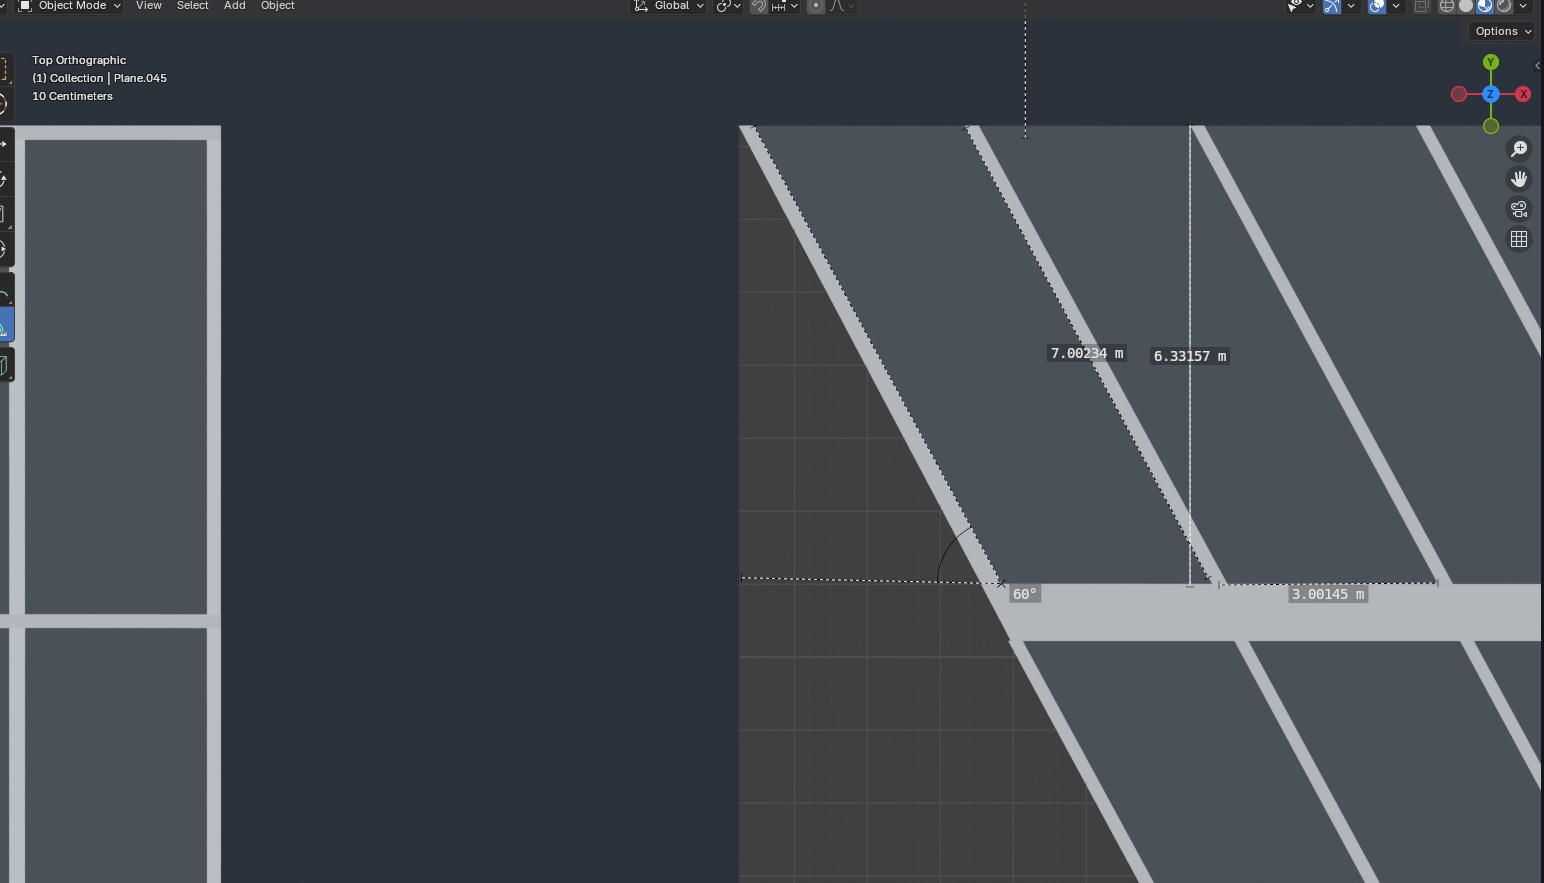 Object Mode View Select Add Object Global
Options
Top Orthographic
(1) Collection | Plane.045
10 Centimeters
Y
Z X
7.00234 m 6.33157 m
60°
3.00145 m